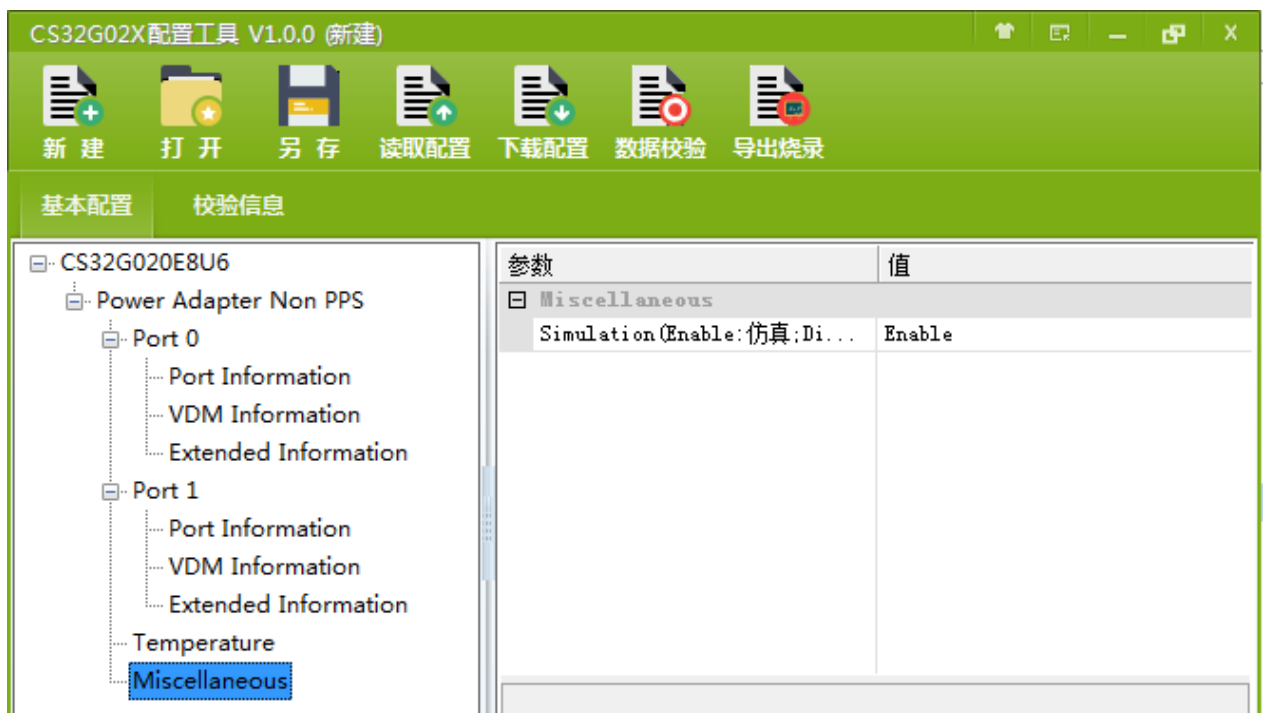 CS32G02X配置工具 V1.0.0 (新建)
新 建 打 开 另 存 读取配置 下载配置 数据校验 导出烧录
基本配置 校验信息
CS32G020E8U6
Power Adapter Non PPS
Port 0
Port Information
VDM Information
Extended Information
Port 1
Port Information
VDM Information
Extended Information
Temperature
Miscellaneous
参数 值
Miscellaneous
Simulation(Enable:仿真;Di... Enable